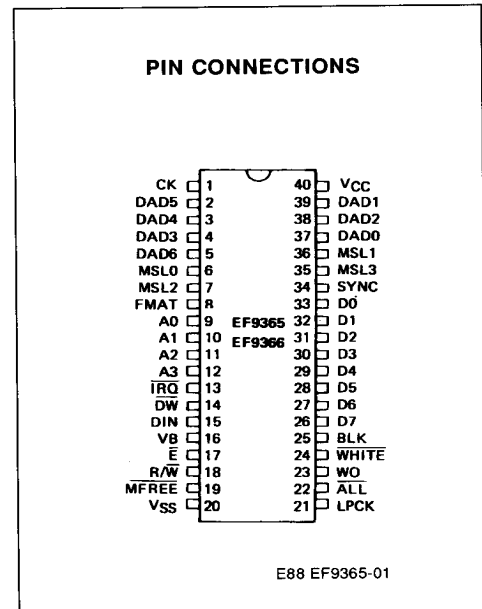 PIN CONNECTIONS
CK 1 40 VCC
DAD5 2 39 DAD1
DAD4 3 38 DAD2
DAD3 4 37 DAD0
DAD6 5 36 MSL1
MSL0 6 35 MSL3
MSL2 7 34 SYNC
FMAT 8 33 D0
A0 9 EF9365 32 D1
A1 10 EF9366 31 D2
A2 11 30 D3
A3 12 29 D4
IRQ 13 28 D5
DW 14 27 D6
DIN 15 26 D7
VB 16 25 BLK
E 17 24 WHITE
R/W 18 23 WO
MFREE 19 22 ALL
VSS 20 21 LPCK
E88 EF9365-01